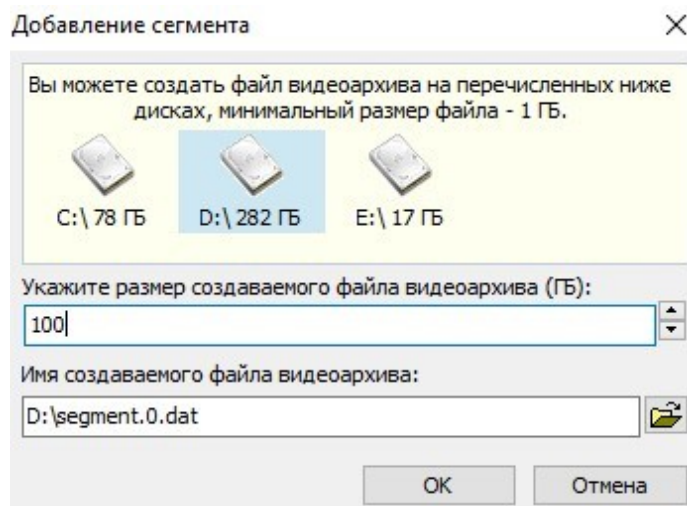 Добавление сегмента
Вы можете создать файл видеоархива на перечисленных ниже
дисках, минимальный размер файла - 1 ГБ.
C:\ 78 ГБ D:\ 282 ГБ E:\ 17 ГБ
Укажите размер создаваемого файла видеоархива (ГБ):
100
Имя создаваемого файла видеоархива:
D:\segment.0.dat
OK Отмена